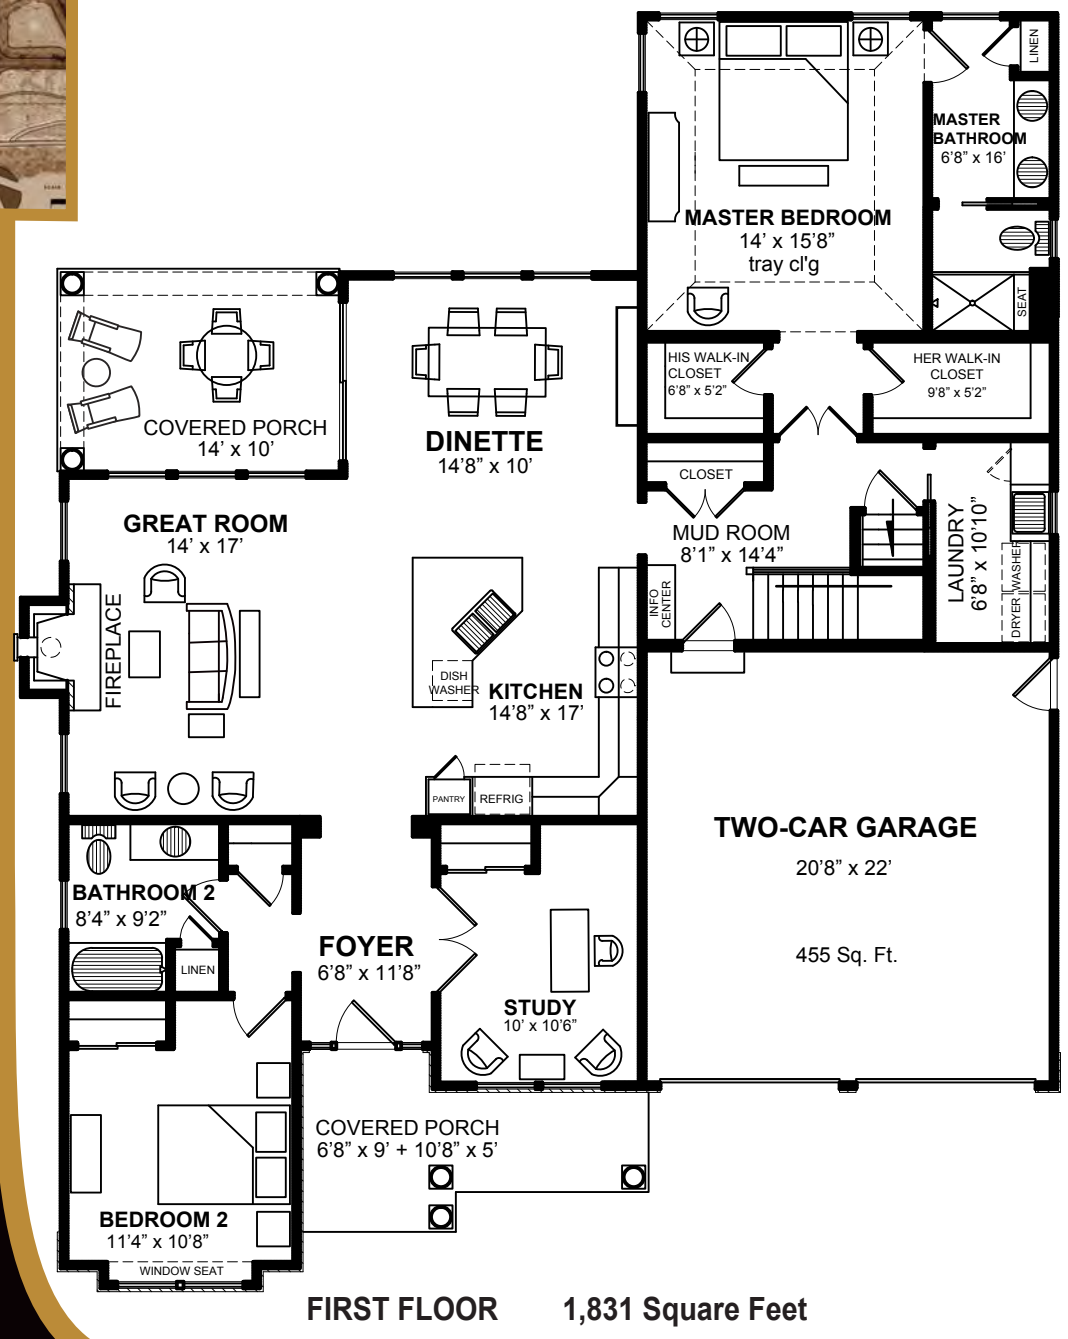 LINEN
MASTER
BATHROOM
6'8" x 16'
MASTER BEDROOM
14' x 15'8"
tray cl'g
SEAT
HIS WALK-IN
CLOSET
6'8" x 5'2"
HER WALK-IN
CLOSET
9'8" x 5'2"
COVERED PORCH
14' x 10'
DINETTE
14'8" x 10'
CLOSET
GREAT ROOM
14' x 17'
MUD ROOM
8'1" x 14'4"
LAUNDRY
6'8" x 10'10"
WASHER
DRYER
INFO
CENTER
FIREPLACE
DISH
WASHER
KITCHEN
14'8" x 17'
PANTRY
REFRIG
TWO-CAR GARAGE
20'8" x 22'
455 Sq. Ft.
BATHROOM 2
8'4" x 9'2"
LINEN
FOYER
6'8" x 11'8"
STUDY
10' x 10'6"
COVERED PORCH
6'8" x 9' + 10'8" x 5'
BEDROOM 2
11'4" x 10'8"
WINDOW SEAT
FIRST FLOOR 1,831 Square Feet